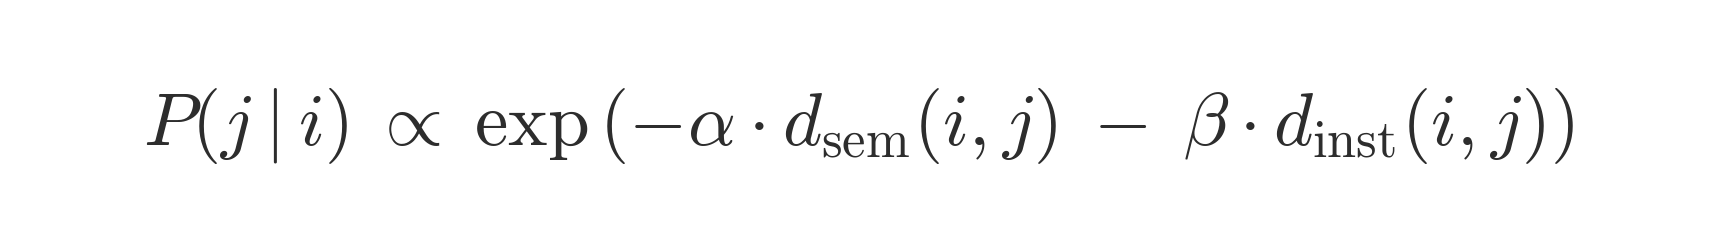 P(j | i) ∝ exp (−α · d_sem(i, j) − β · d_inst(i, j))